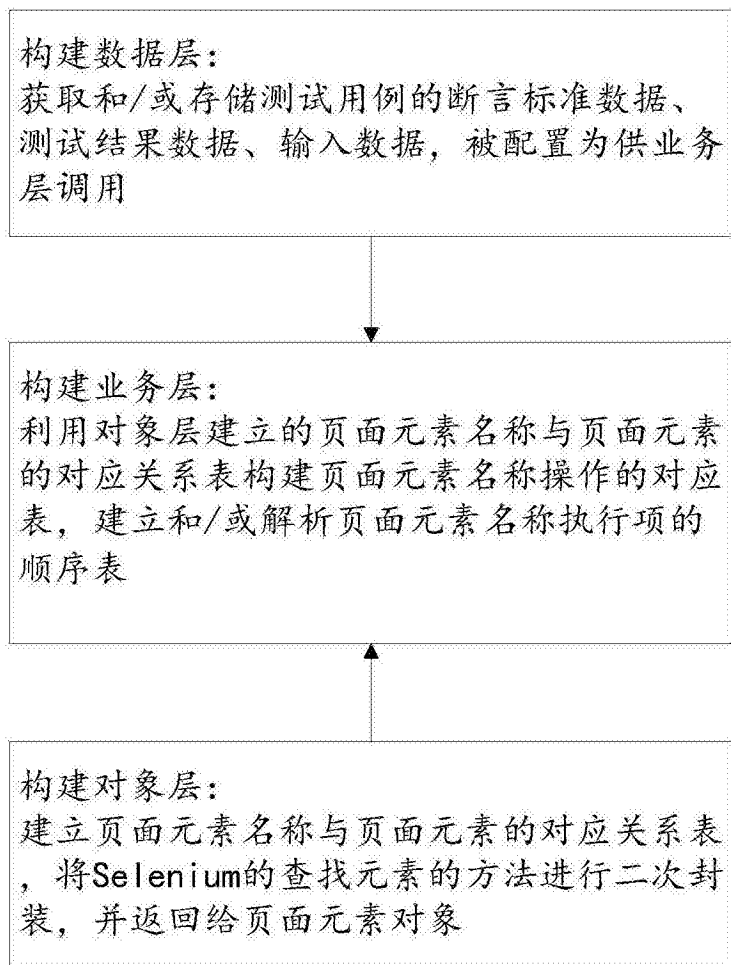 构建数据层：
获取和/或存储测试用例的断言标准数据、
测试结果数据、输入数据，被配置为供业务
层调用
构建业务层：
利用对象层建立的页面元素名称与页面元素
的对应关系表构建页面元素名称操作的对应
表，建立和/或解析页面元素名称执行项的
顺序表
构建对象层：
建立页面元素名称与页面元素的对应关系表
，将Selenium的查找元素的方法进行二次封
装，并返回给页面元素对象